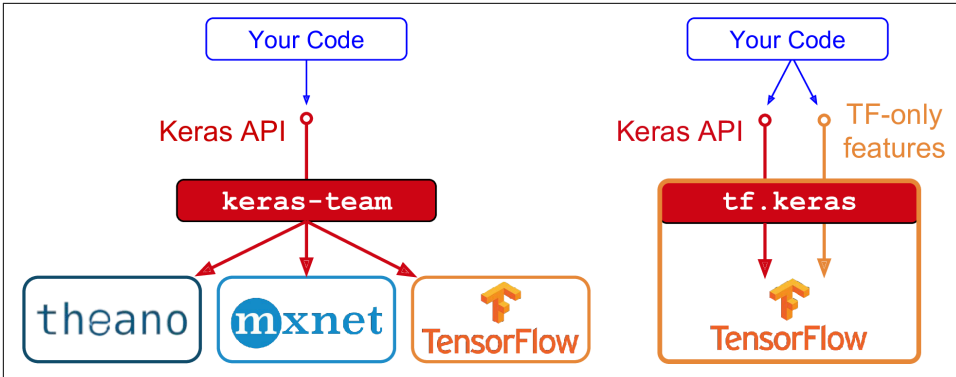 Your Code
Keras API
keras-team
theano
mxnet
TensorFlow
Your Code
Keras API
TF-only
features
tf.keras
TensorFlow